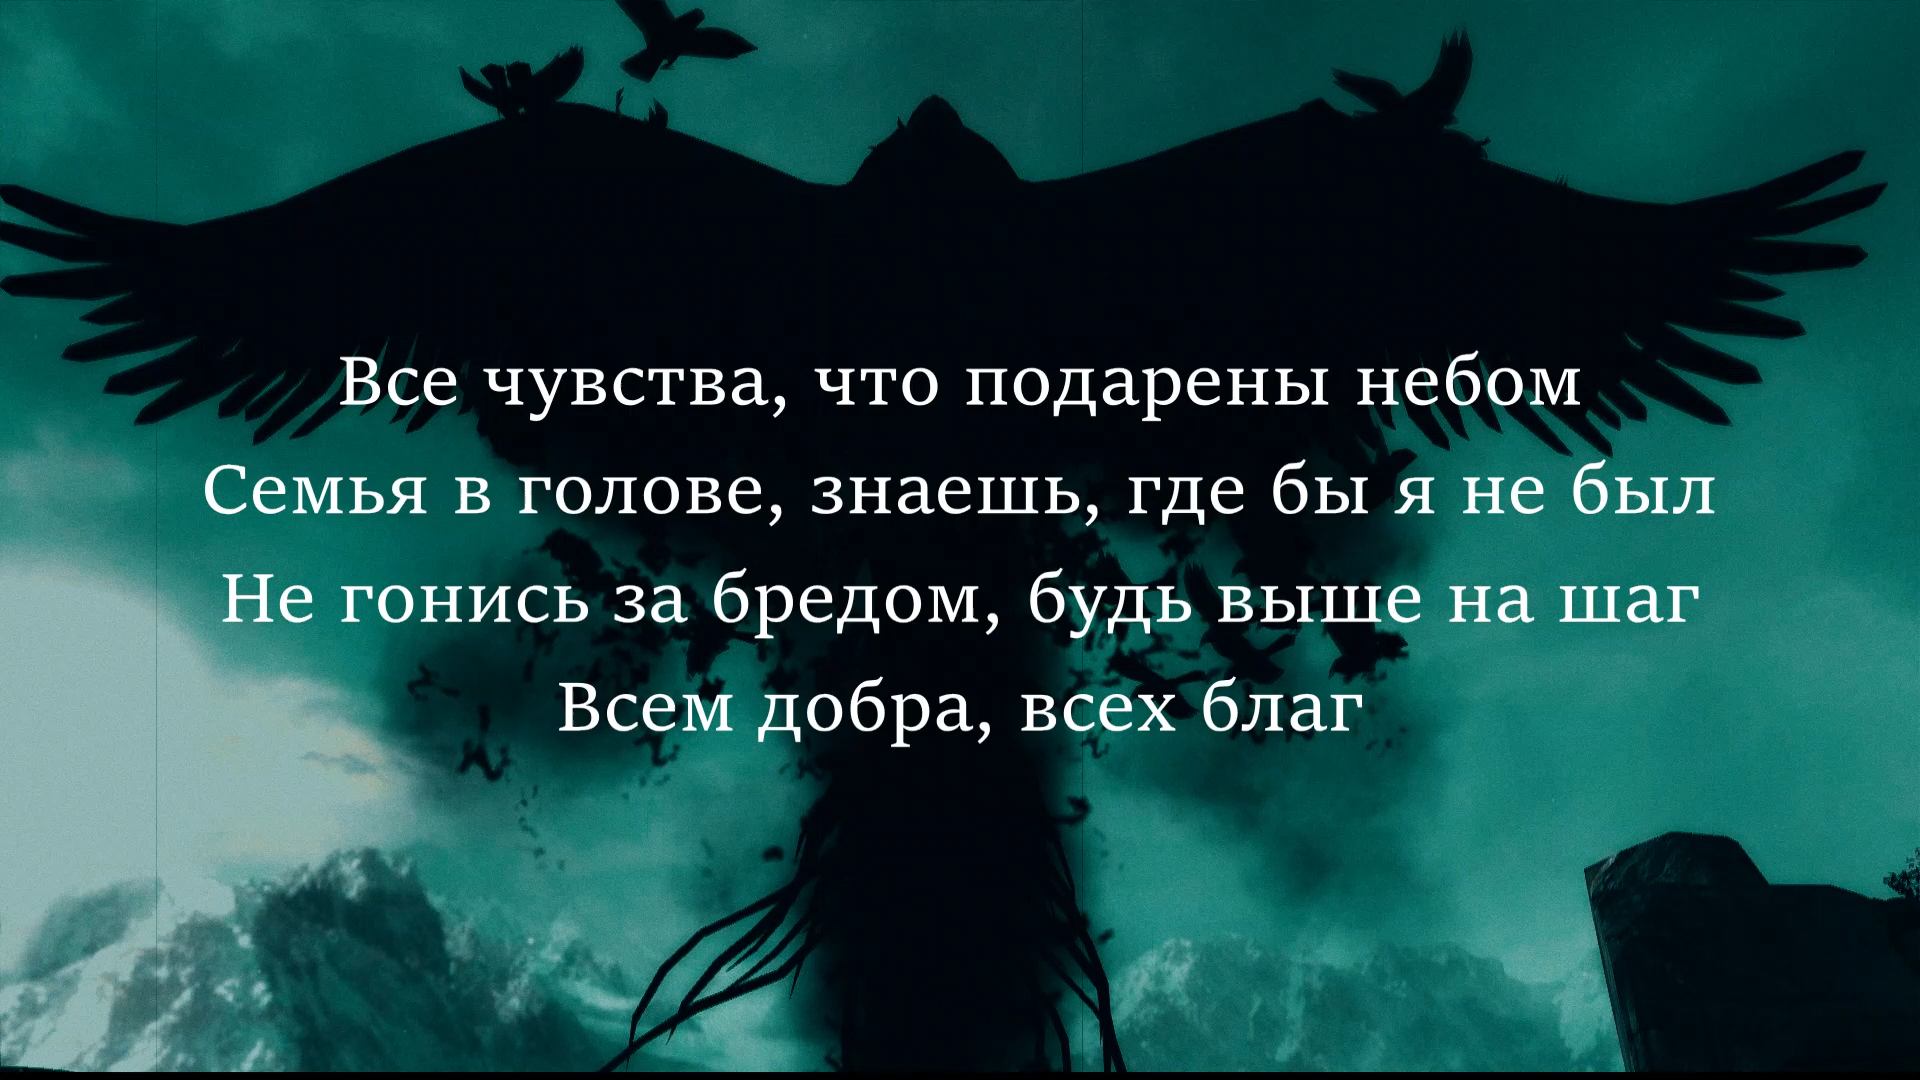 Все чувства, что подарены небом
Семья в голове, знаешь, где бы я не был
Не гонись за бредом, будь выше на шаг
Всем добра, всех благ